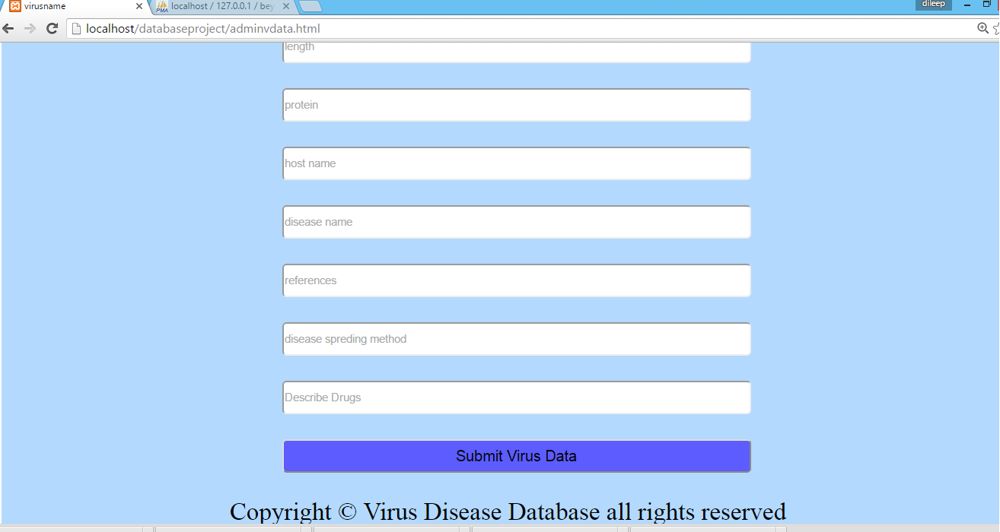 virusname
localhost / 127.0.0.1 / bey
dileep
localhost/databaseproject/adminvdata.html
length
protein
host name
disease name
references
disease spreding method
Describe Drugs
Submit Virus Data
Copyright © Virus Disease Database all rights reserved